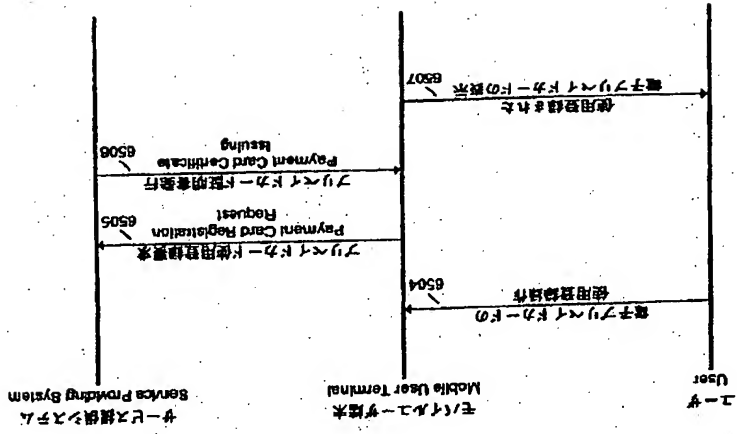 ユーザ
User
モバイルユーザ端末
Mobile User Terminal
サービス提供システム
Service Providing System
電子プリペイドカードの
使用登録操作
6504
プリペイドカード使用登録要求
Payment Card Registration
Request
6505
プリペイドカード証明書発行
Payment Card Certificate
Issuing
6506
使用登録された
電子プリペイドカードの表示
6507